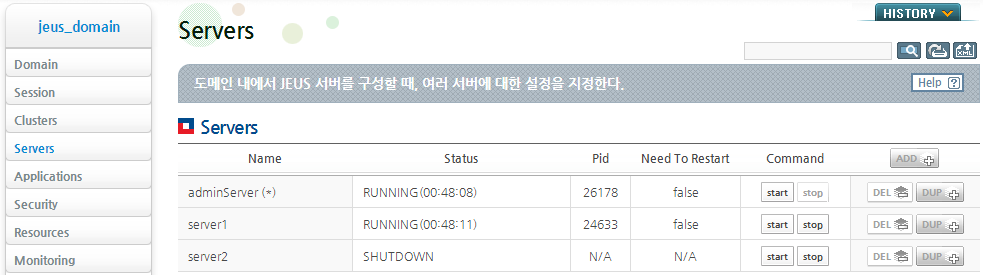 HISTORY
jeus_domain
Domain
Session
Clusters
Servers
Applications
Security
Resources
Monitoring
Servers
도메인 내에서 JEUS 서버를 구성할 때, 여러 서버에 대한 설정을 지정한다.
Help ?
Servers
Name Status Pid Need To Restart Command ADD
adminServer (*) RUNNING(00:48:08) 26178 false start stop DEL DUP
server1 RUNNING(00:48:11) 24633 false start stop DEL DUP
server2 SHUTDOWN N/A N/A start stop DEL DUP